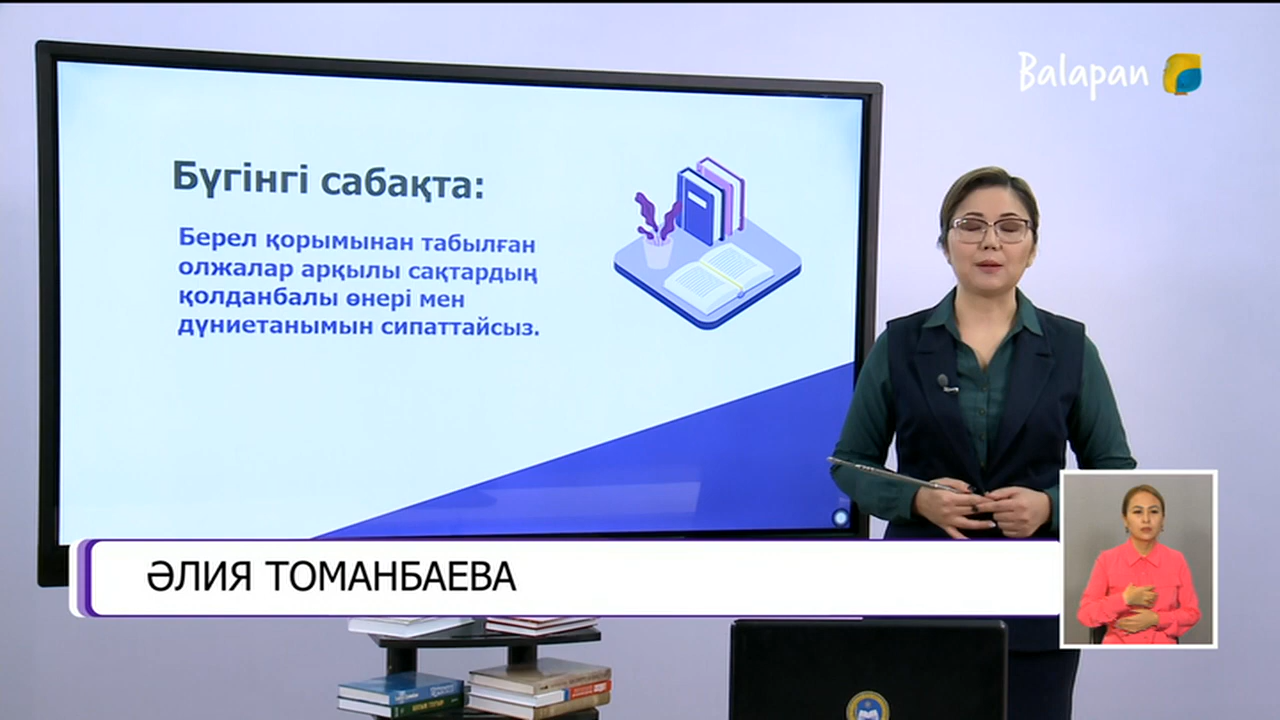 Balapan
Бүгінгі сабақта:
Берел қорымынан табылған
олжалар арқылы сақтардың
қолданбалы өнері мен
дүниетанымын сипаттайсыз.
ӘЛИЯ ТОМАНБАЕВА